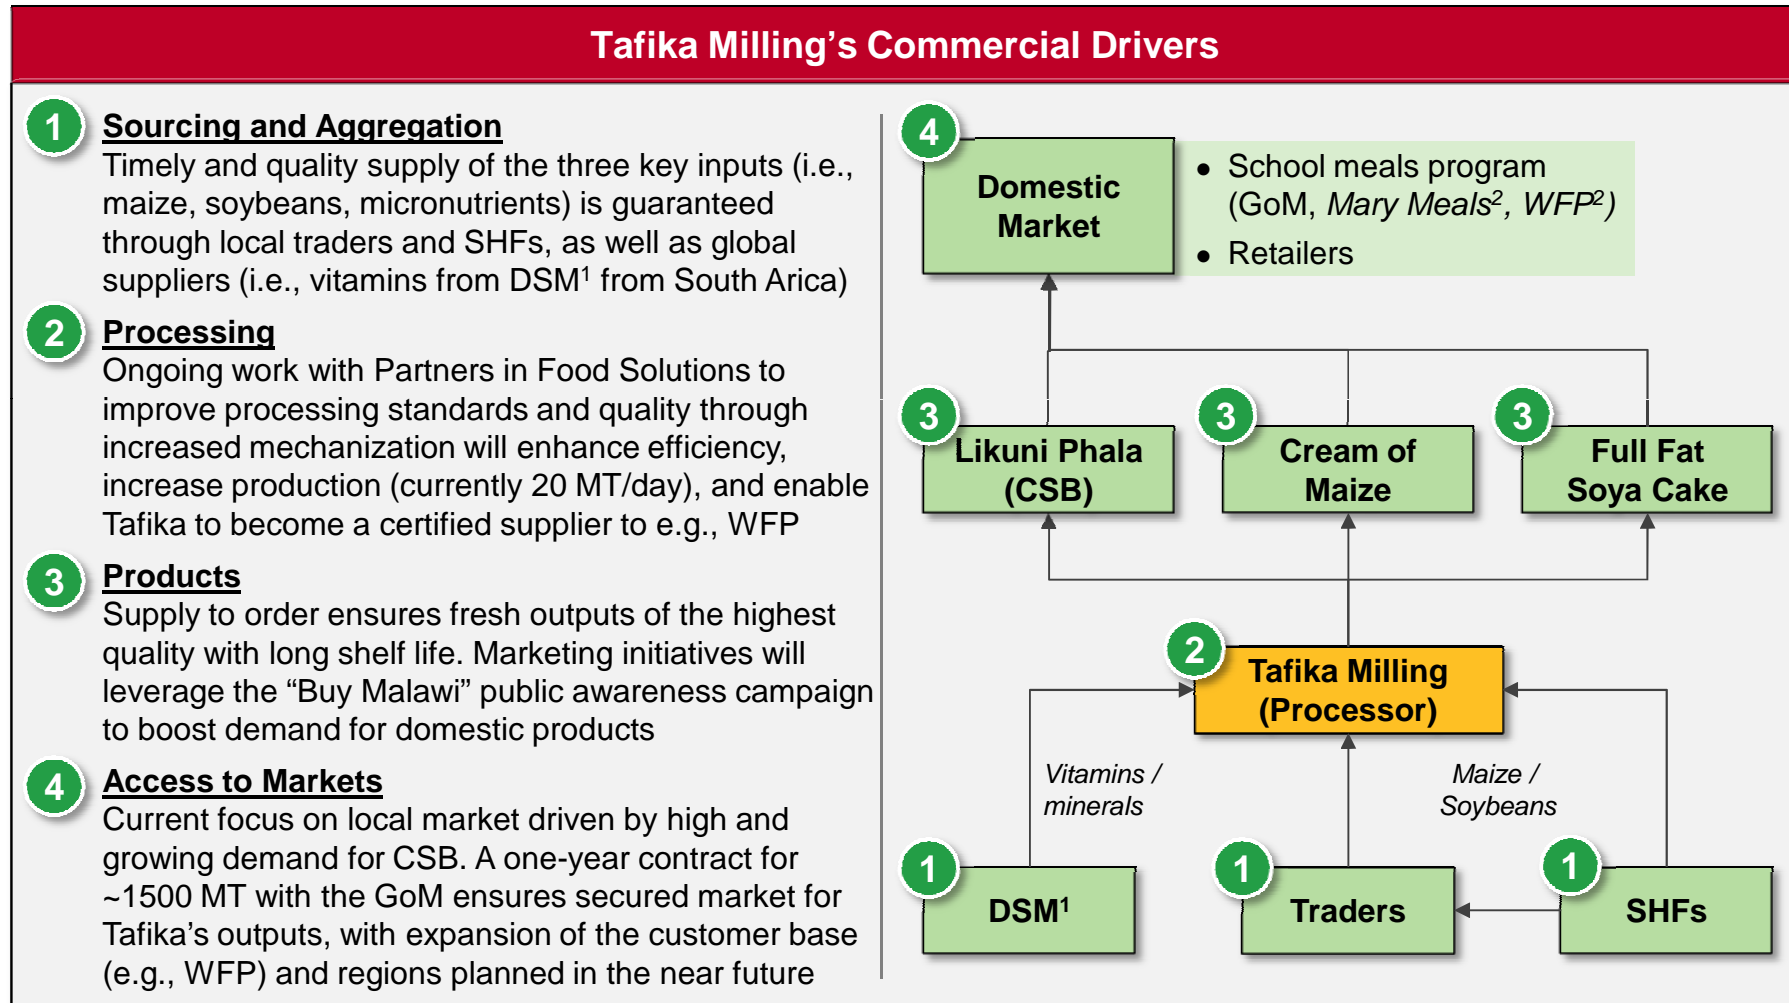 Tafika Milling’s Commercial Drivers
1
Sourcing and Aggregation
Timely and quality supply of the three key inputs (i.e.,
maize, soybeans, micronutrients) is guaranteed
through local traders and SHFs, as well as global
suppliers (i.e., vitamins from DSM¹ from South Arica)
2
Processing
Ongoing work with Partners in Food Solutions to
improve processing standards and quality through
increased mechanization will enhance efficiency,
increase production (currently 20 MT/day), and enable
Tafika to become a certified supplier to e.g., WFP
3
Products
Supply to order ensures fresh outputs of the highest
quality with long shelf life. Marketing initiatives will
leverage the “Buy Malawi” public awareness campaign
to boost demand for domestic products
4
Access to Markets
Current focus on local market driven by high and
growing demand for CSB. A one-year contract for
~1500 MT with the GoM ensures secured market for
Tafika’s outputs, with expansion of the customer base
(e.g., WFP) and regions planned in the near future
4
Domestic
Market
• School meals program
(GoM, Mary Meals², WFP²)
• Retailers
3
Likuni Phala
(CSB)
3
Cream of
Maize
3
Full Fat
Soya Cake
2
Tafika Milling
(Processor)
Vitamins /
minerals
Maize /
Soybeans
1
DSM¹
1
Traders
1
SHFs